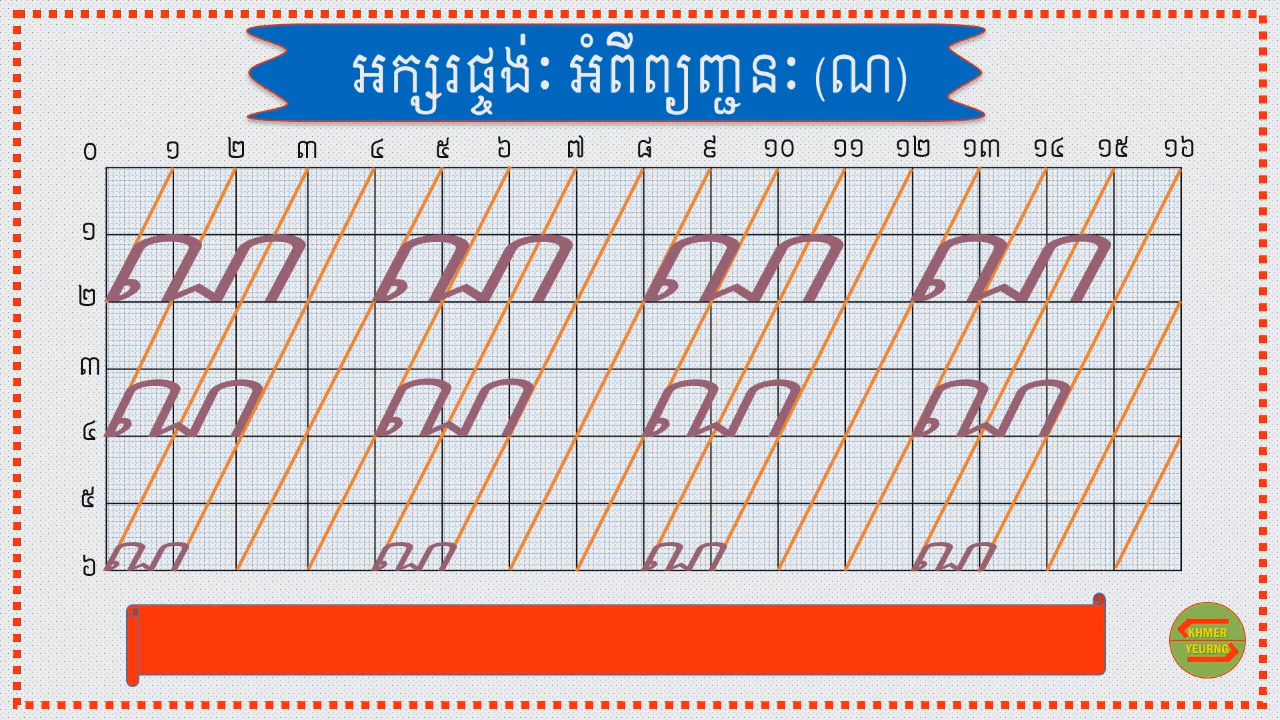 អក្សរផ្ចង់ៈ អំពីព្យញ្ជនៈ (ណ)
០ ១ ២ ៣ ៤ ៥ ៦ ៧ ៨ ៩ ១០ ១១ ១២ ១៣ ១៤ ១៥ ១៦
១
ណ ណ ណ ណ
២
៣
ណ ណ ណ ណ
៤
៥
ណ ណ ណ ណ
៦
KHMER
YEURNG